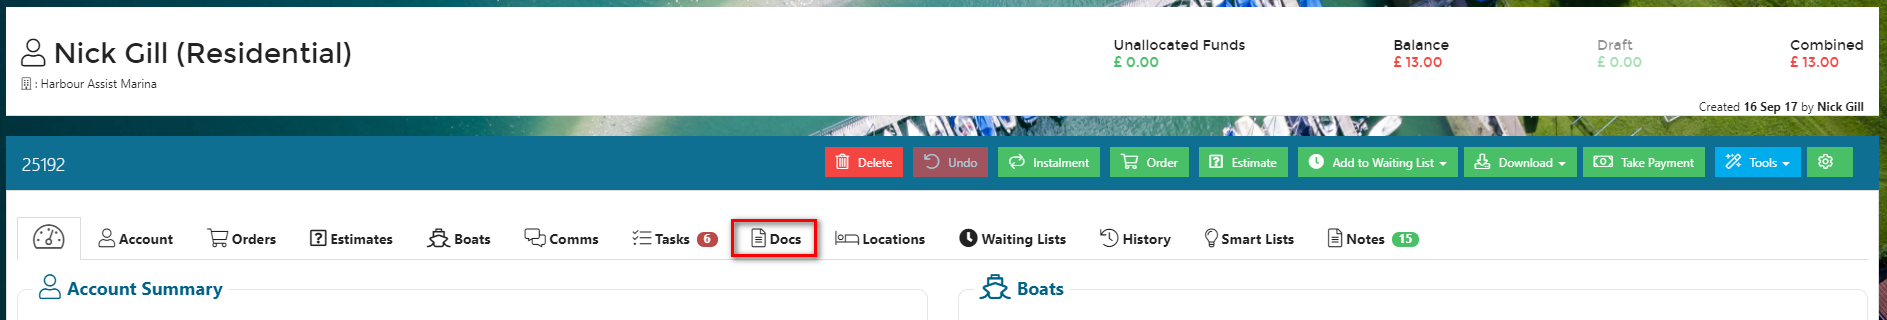 Nick Gill (Residential)
: Harbour Assist Marina
Unallocated Funds
£ 0.00
Balance
£ 13.00
Draft
£ 0.00
Combined
£ 13.00
Created 16 Sep 17 by Nick Gill
25192
Delete
Undo
Instalment
Order
Estimate
Add to Waiting List
Download
Take Payment
Tools
Account
Orders
Estimates
Boats
Comms
Tasks 6
Docs
Locations
Waiting Lists
History
Smart Lists
Notes 15
Account Summary
Boats